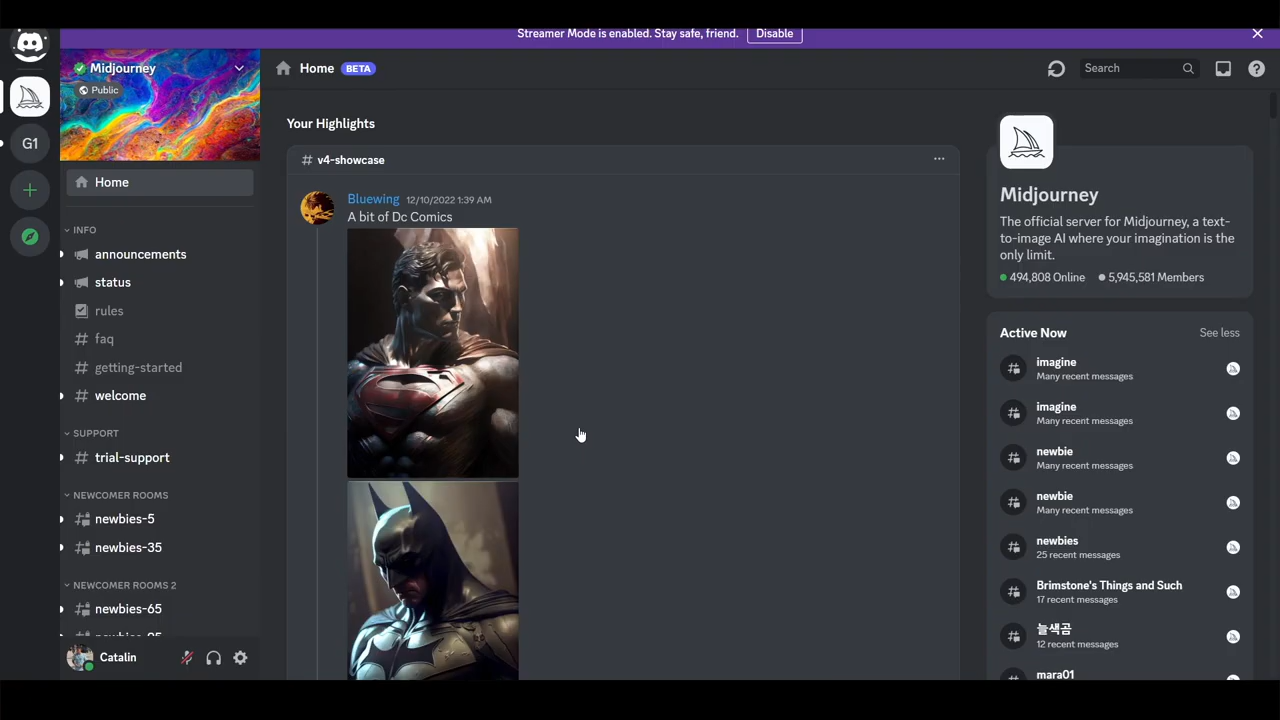 Streamer Mode is enabled. Stay safe, friend.
Disable
Midjourney
Public
Home
BETA
Search
G1
Home
INFO
announcements
status
rules
faq
getting-started
welcome
SUPPORT
trial-support
NEWCOMER ROOMS
newbies-5
newbies-35
NEWCOMER ROOMS 2
newbies-65
newbies-95
Catalin
Your Highlights
v4-showcase
Bluewing 12/10/2022 1:39 AM
A bit of Dc Comics
Midjourney
The official server for Midjourney, a text-
to-image AI where your imagination is the
only limit.
494,808 Online 5,945,581 Members
Active Now See less
imagine
Many recent messages
imagine
Many recent messages
newbie
Many recent messages
newbie
Many recent messages
newbies
25 recent messages
Brimstone's Things and Such
17 recent messages
늘색곰
12 recent messages
mara01